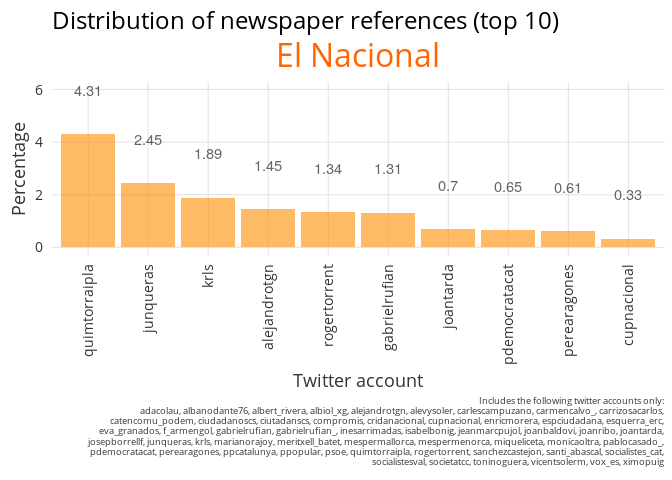 Distribution of newspaper references (top 10)
El Nacional
Percentage
6
4
2
0
4.31
2.45
1.89
1.45
1.34
1.31
0.7
0.65
0.61
0.33
quimtorraipla
junqueras
krls
alejandrotgn
rogertorrent
gabrielrufian
joantarda
pdemocratacat
perearagones
cupnacional
Twitter account
Includes the following twitter accounts only:
adacolau, albanodante76, albert_rivera, albiol_xg, alejandrotgn, alevysoler, carlescampuzano, carmencalvo_, carrizosacarlos,
catencomu_podem, ciudadanoscs, ciutadanscs, compromis, cridanacional, cupnacional, enricmorera, espciudadana, esquerra_erc,
eva_granados, f_armengol, gabrielrufian, gabrielrufian_, inesarrimadas, isabelbonig, jeanmarcpujol, joanbaldovi, joanribo, joantarda,
josepborrellf, junqueras, krls, marianorajoy, meritxell_batet, mespermallorca, mespermenorca, miqueliceta, monicaoltra, pablocasado_,
pdemocratacat, perearagones, ppcatalunya, ppopular, psoe, quimtorraipla, rogertorrent, sanchezcastejon, santi_abascal, socialistes_cat,
socialistesval, societatcc, toninoguera, vicentsolerm, vox_es, ximopuig